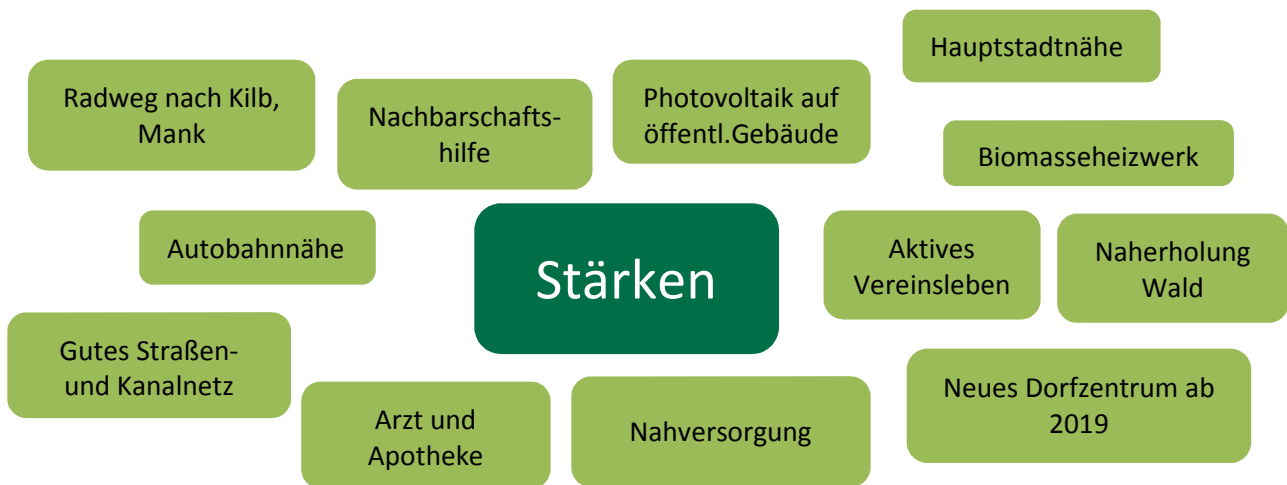 Hauptstadtnähe
Radweg nach Kilb,
Mank
Nachbarschafts-
hilfe
Photovoltaik auf
öffentl.Gebäude
Biomasseheizwerk
Autobahnnähe
Stärken
Aktives
Vereinsleben
Naherholung
Wald
Gutes Straßen-
und Kanalnetz
Arzt und
Apotheke
Nahversorgung
Neues Dorfzentrum ab
2019